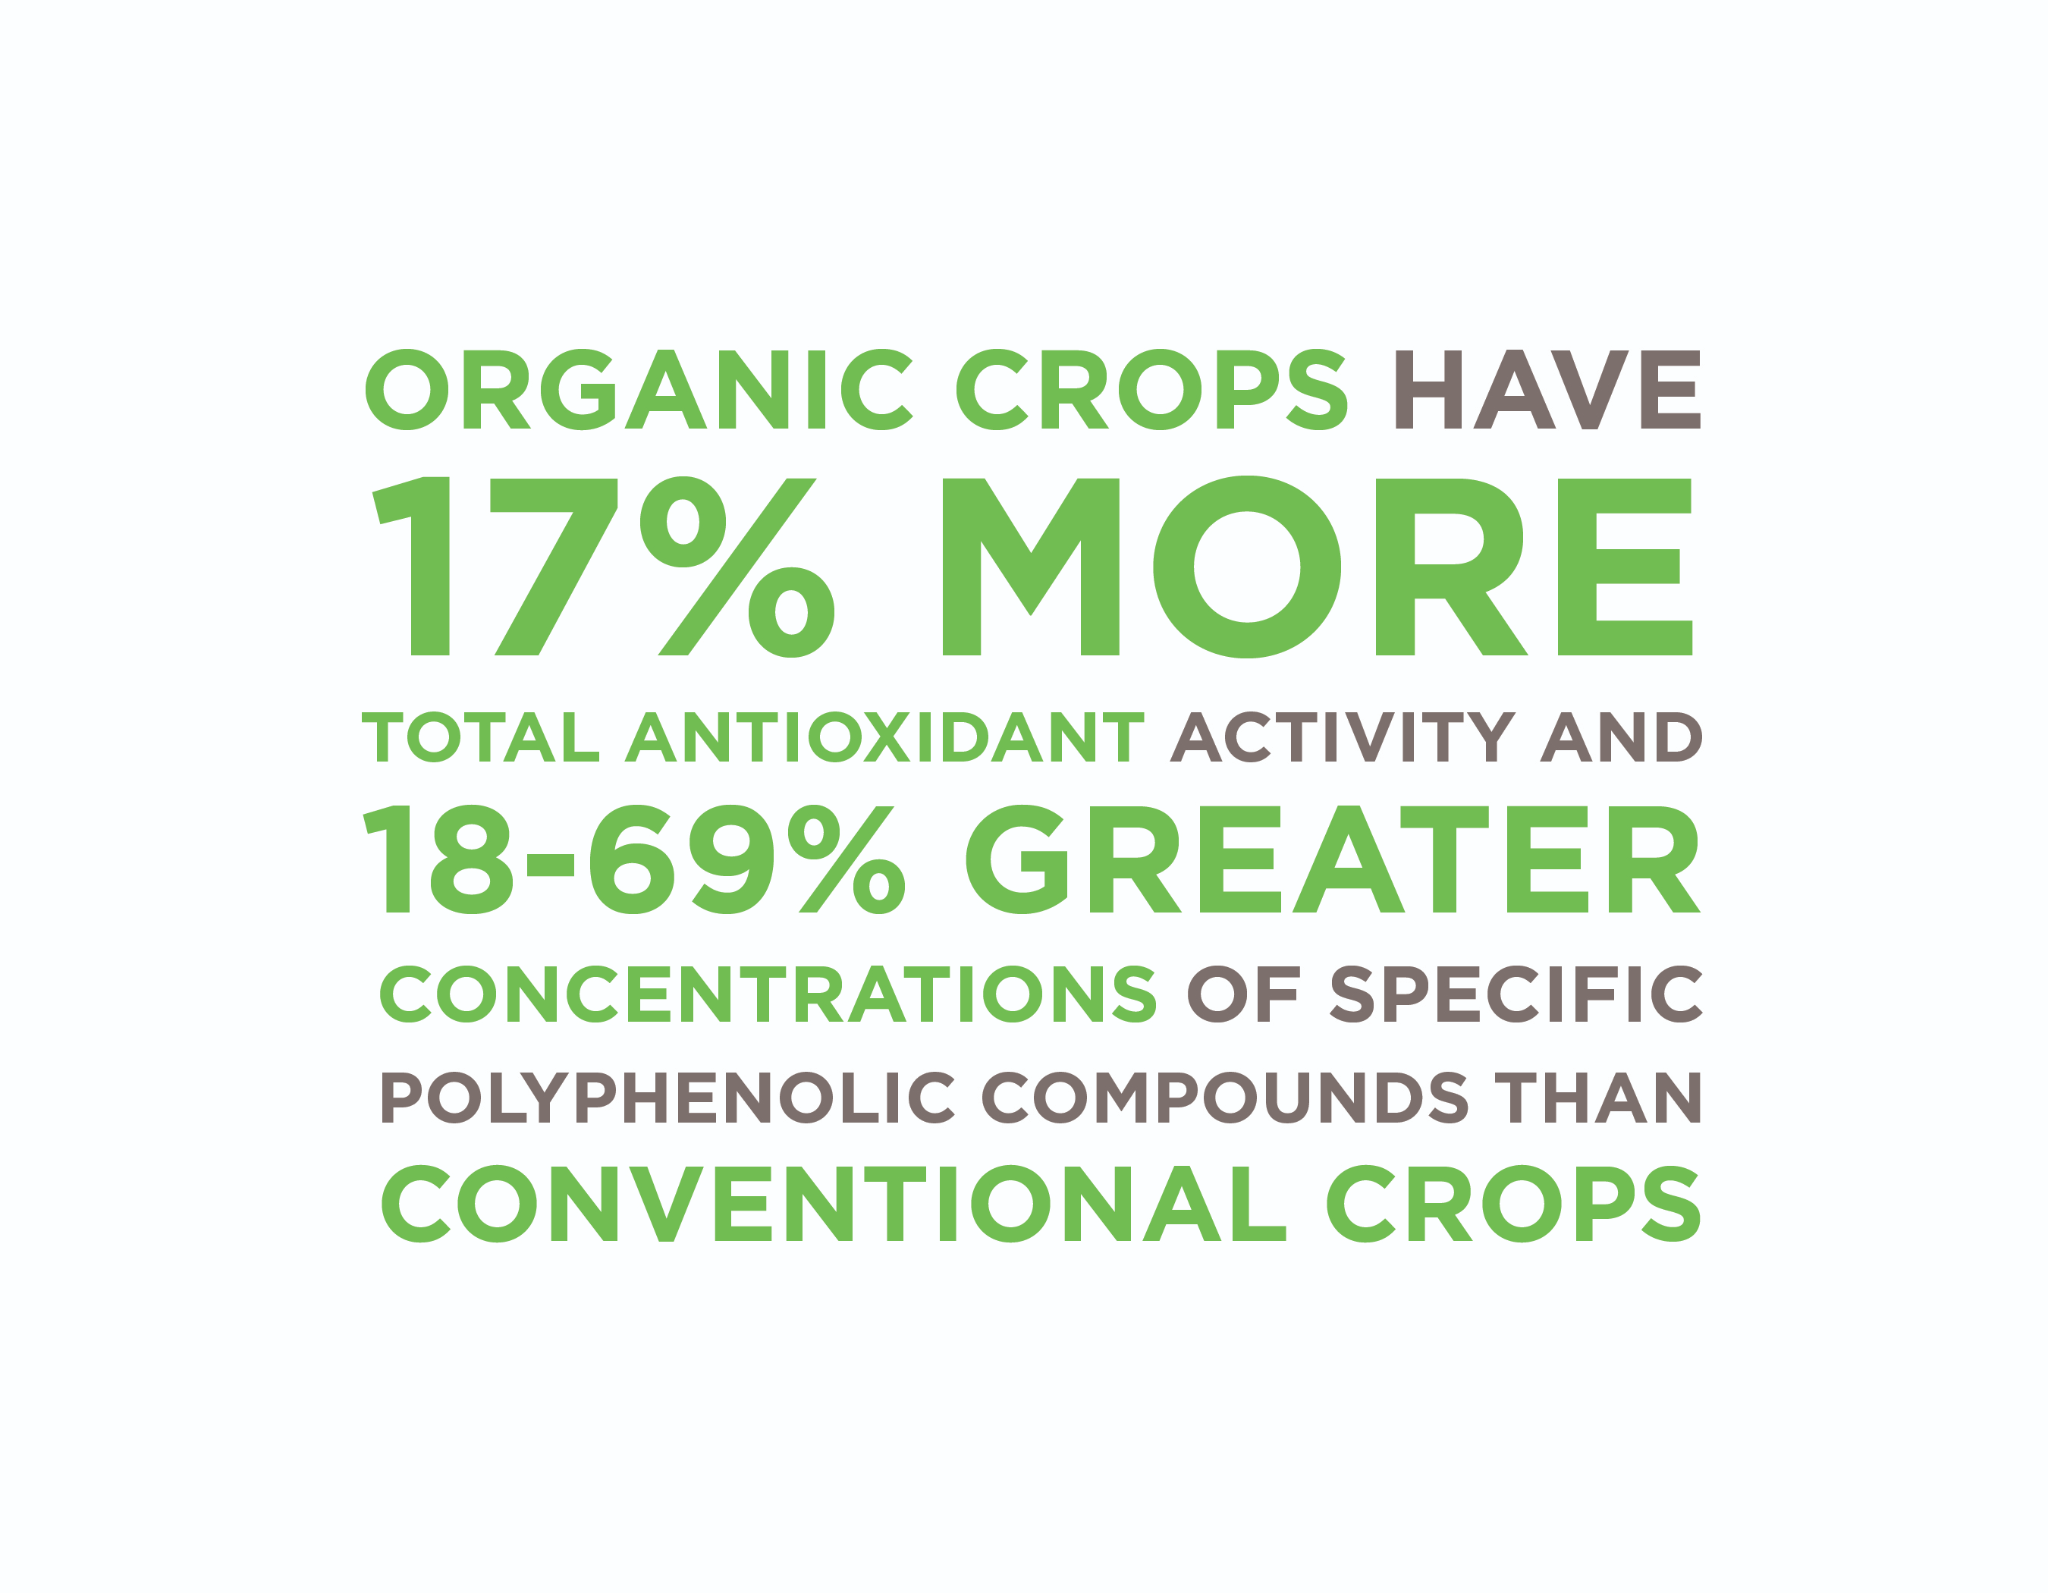 ORGANIC CROPS HAVE
17% MORE
TOTAL ANTIOXIDANT ACTIVITY AND
18-69% GREATER
CONCENTRATIONS OF SPECIFIC
POLYPHENOLIC COMPOUNDS THAN
CONVENTIONAL CROPS